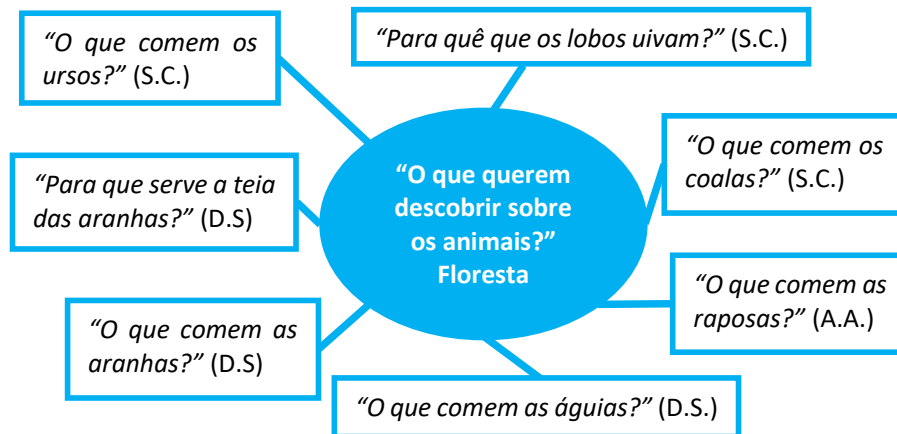 “O que comem os
ursos?” (S.C.)
“Para quê que os lobos uivam?” (S.C.)
“O que comem os
coalas?” (S.C.)
“Para que serve a teia
das aranhas?” (D.S)
“O que querem
descobrir sobre
os animais?”
Floresta
“O que comem as
raposas?” (A.A.)
“O que comem as
aranhas?” (D.S)
“O que comem as águias?” (D.S.)